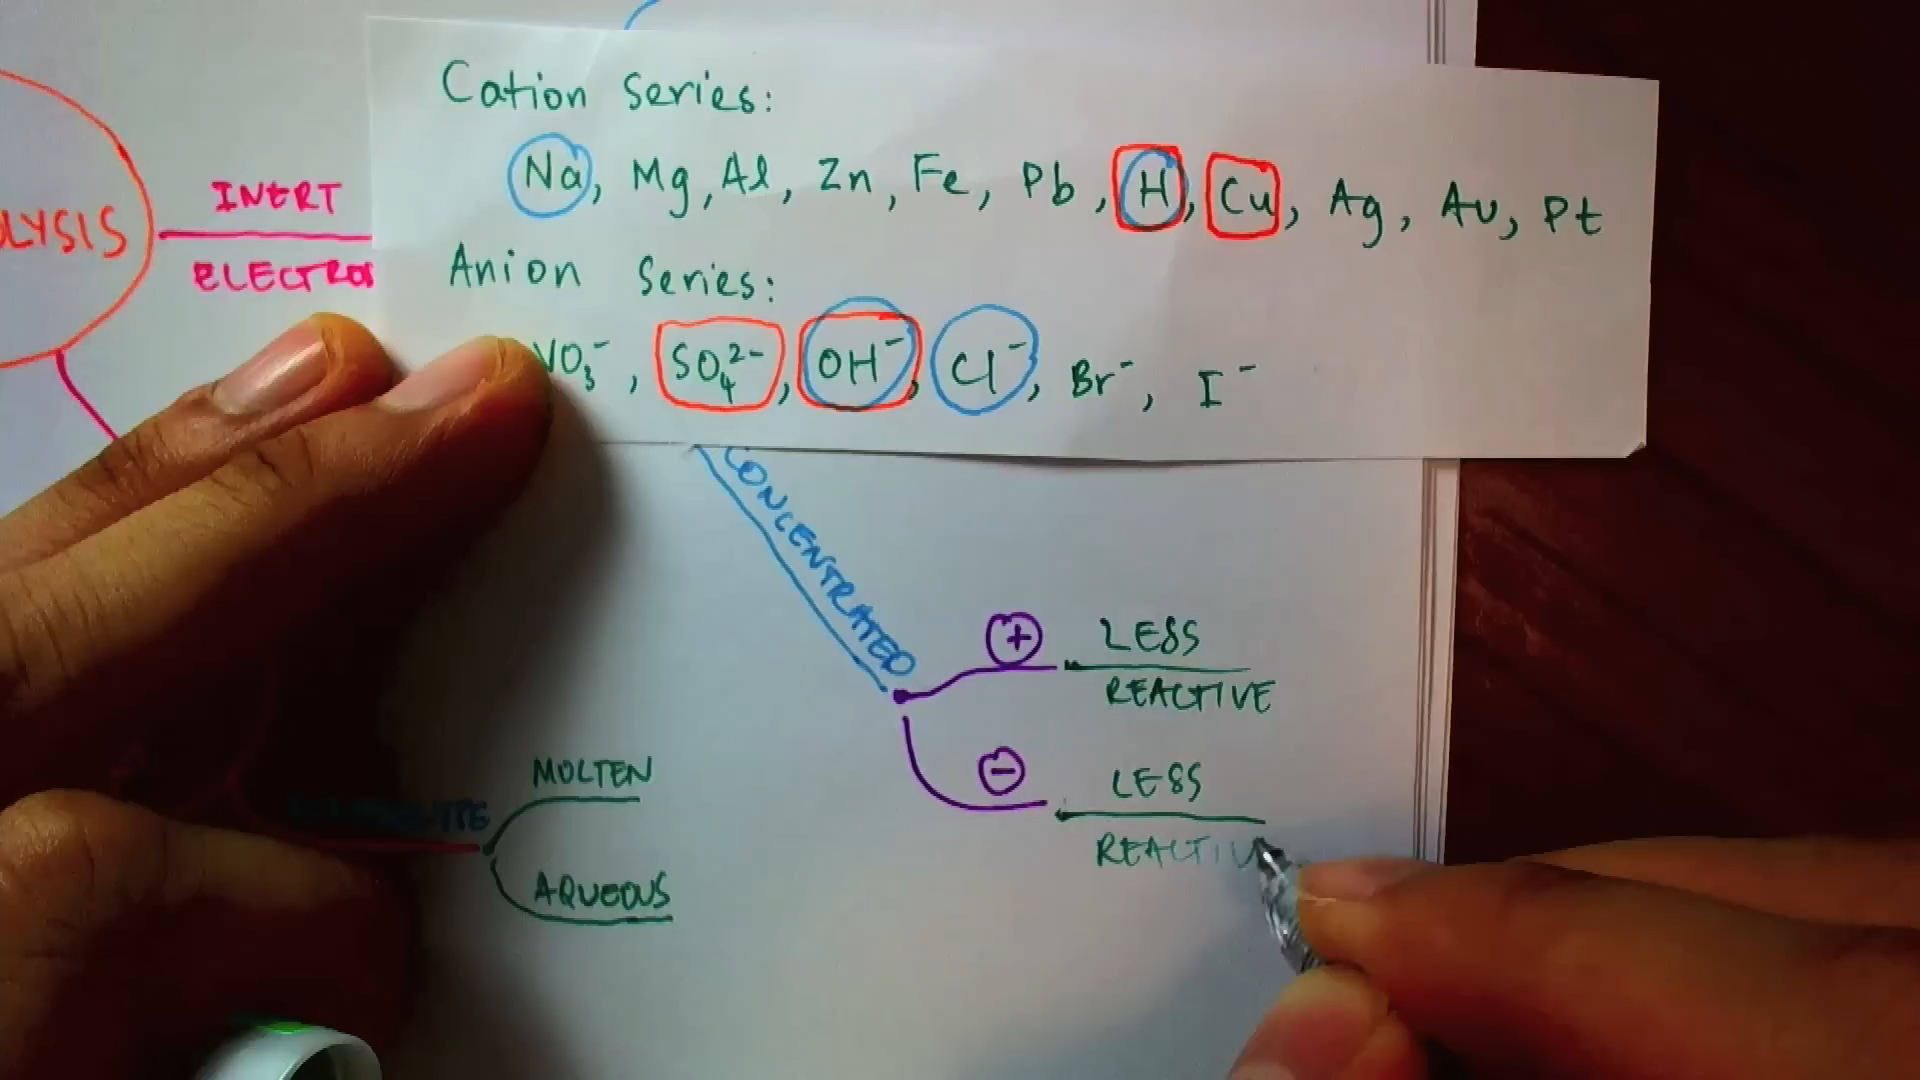 Cation Series:
Na, Mg, Al, Zn, Fe, Pb, H, Cu, Ag, Au, Pt
Anion Series:
NO₃⁻, SO₄²⁻, OH⁻, Cl⁻, Br⁻, I⁻
LYSIS
INERT
ELECTRO
CONCENTRATED
+ LESS
REACTIVE
- LESS
REACTIV
MOLTEN
AQUEOUS